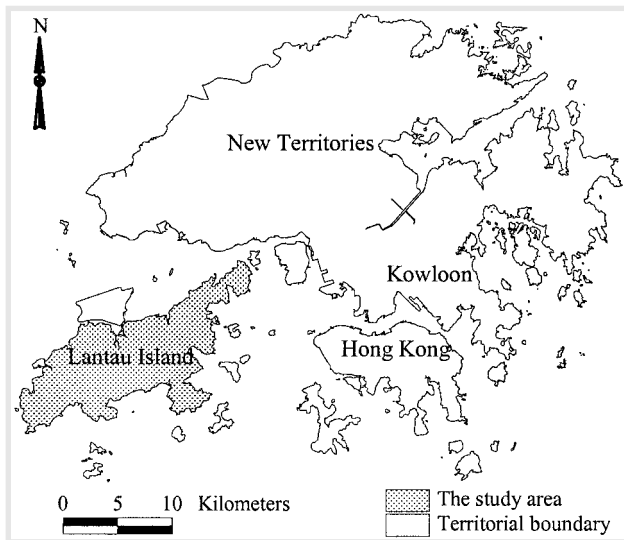 N
New Territories
Kowloon
Lantau Island
Hong Kong
0 5 10 Kilometers
The study area
Territorial boundary